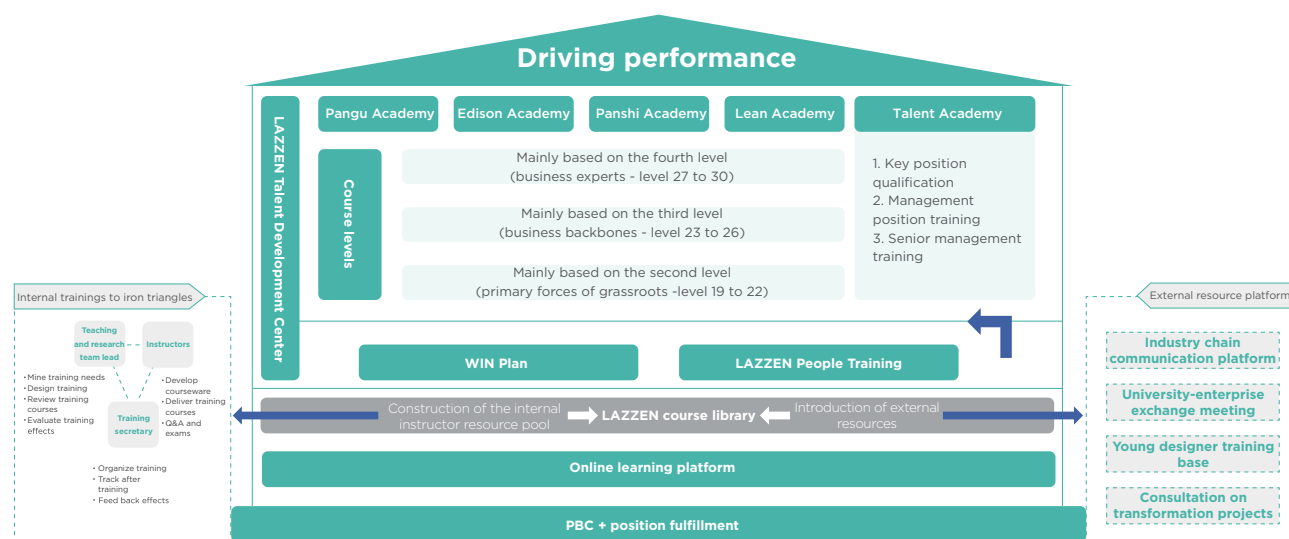 Driving performance
LAZZEN Talent Development Center
Pangu Academy
Edison Academy
Panshi Academy
Lean Academy
Talent Academy
Course levels
Mainly based on the fourth level
(business experts - level 27 to 30)
Mainly based on the third level
(business backbones - level 23 to 26)
Mainly based on the second level
(primary forces of grassroots -level 19 to 22)
1. Key position
qualification
2. Management
position training
3. Senior management
training
WIN Plan
LAZZEN People Training
Construction of the internal
instructor resource pool
LAZZEN course library
Introduction of external
resources
Online learning platform
PBC + position fulfillment
Internal trainings to iron triangles
Teaching
and research
team lead
Instructors
•Mine training needs
•Design training
•Review training
courses
•Evaluate training
effects
•Develop
courseware
•Deliver training
courses
•Q&A and
exams
Training
secretary
• Organize training
• Track after
training
• Feed back effects
External resource platform
Industry chain
communication platform
University-enterprise
exchange meeting
Young designer training
base
Consultation on
transformation projects